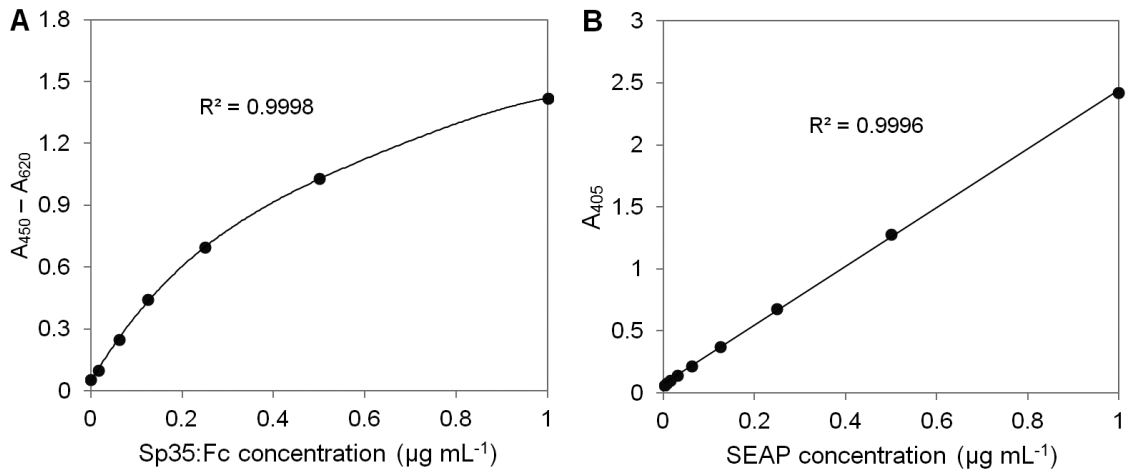 A
1.8
1.5
1.2
0.9
0.6
0.3
0
A₄₅₀ – A₆₂₀
R² = 0.9998
0 0.2 0.4 0.6 0.8 1
Sp35:Fc concentration (µg mL⁻¹)
B
3
2.5
2
1.5
1
0.5
0
A₄₀₅
R² = 0.9996
0 0.2 0.4 0.6 0.8 1
SEAP concentration (µg mL⁻¹)